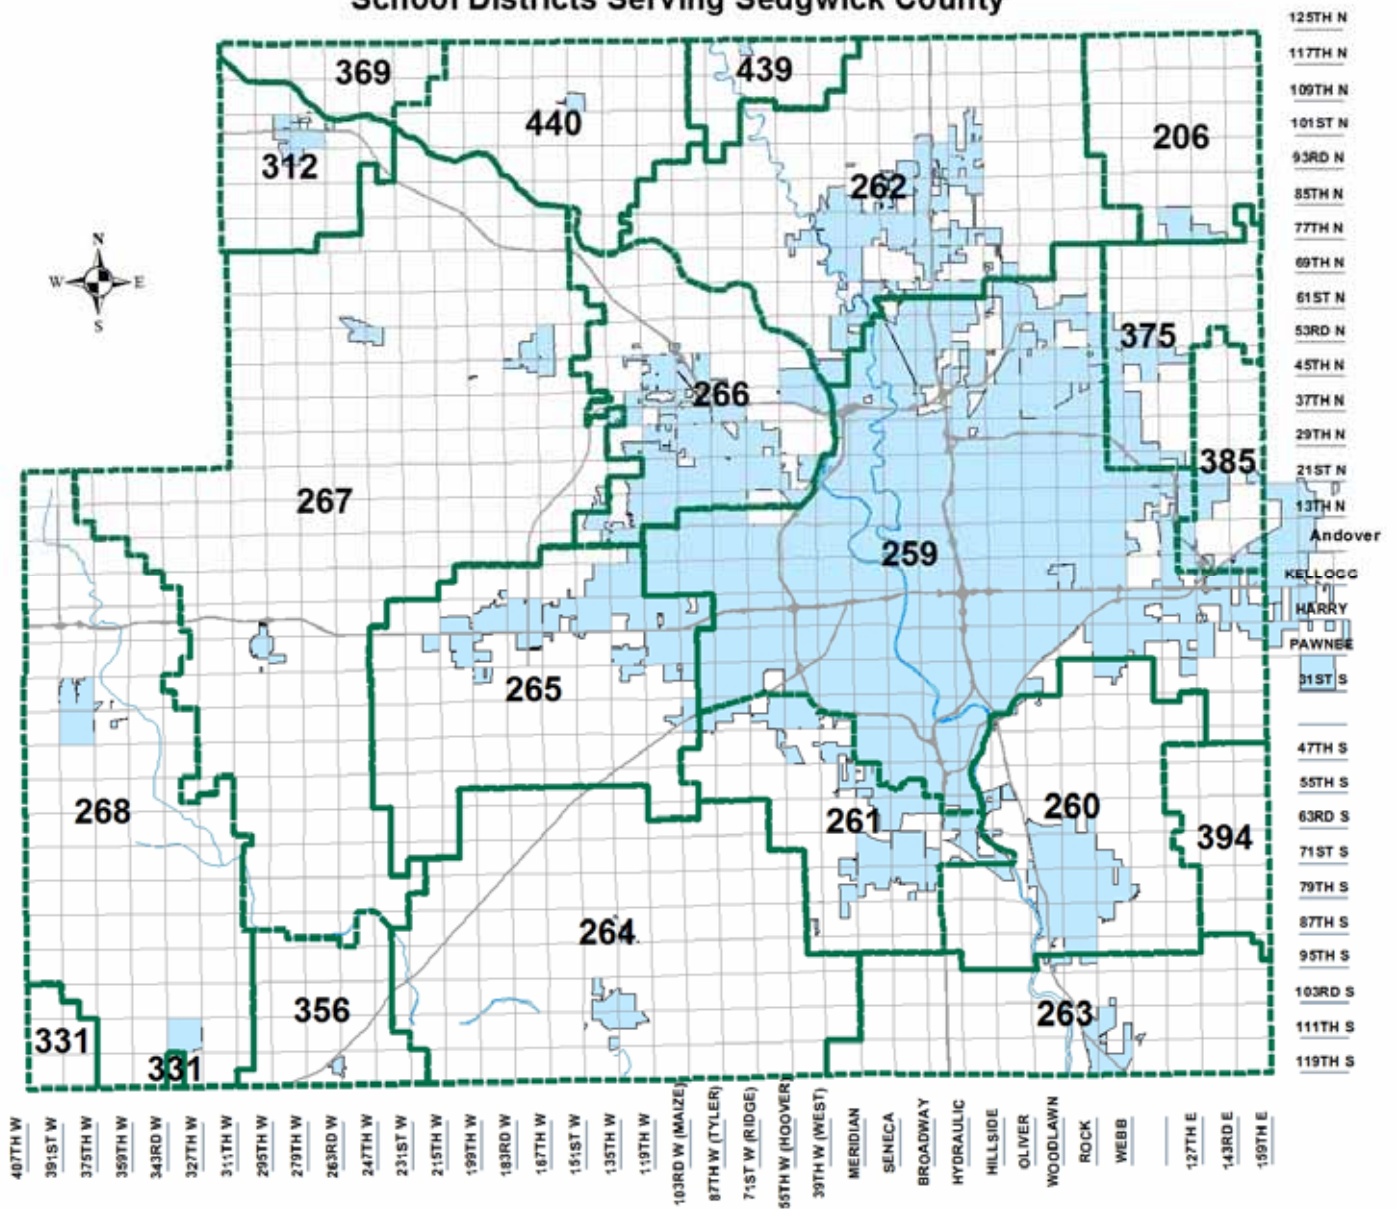 School Districts Serving Sedgwick County
125TH N
117TH N
109TH N
101ST N
93RD N
85TH N
77TH N
69TH N
61ST N
53RD N
45TH N
37TH N
29TH N
21ST N
13TH N
Andover
KELLOGG
HARRY
PAWNEE
31ST S
47TH S
55TH S
63RD S
71ST S
79TH S
87TH S
95TH S
103RD S
111TH S
119TH S
369
439
440
206
312
262
N
W E
S
375
266
385
267
259
265
268
261
260
394
264
356
263
331
331
407TH W
391ST W
375TH W
359TH W
343RD W
327TH W
311TH W
295TH W
279TH W
263RD W
247TH W
231ST W
215TH W
199TH W
183RD W
167TH W
151ST W
135TH W
119TH W
103RD W (MAIZE)
87TH W (TYLER)
71ST W (RIDGE)
55TH W (HOOVER)
39TH W (WEST)
MERIDIAN
SENECA
BROADWAY
HYDRAULIC
HILLSIDE
OLIVER
WOODLAWN
ROCK
WEBB
127TH E
143RD E
159TH E